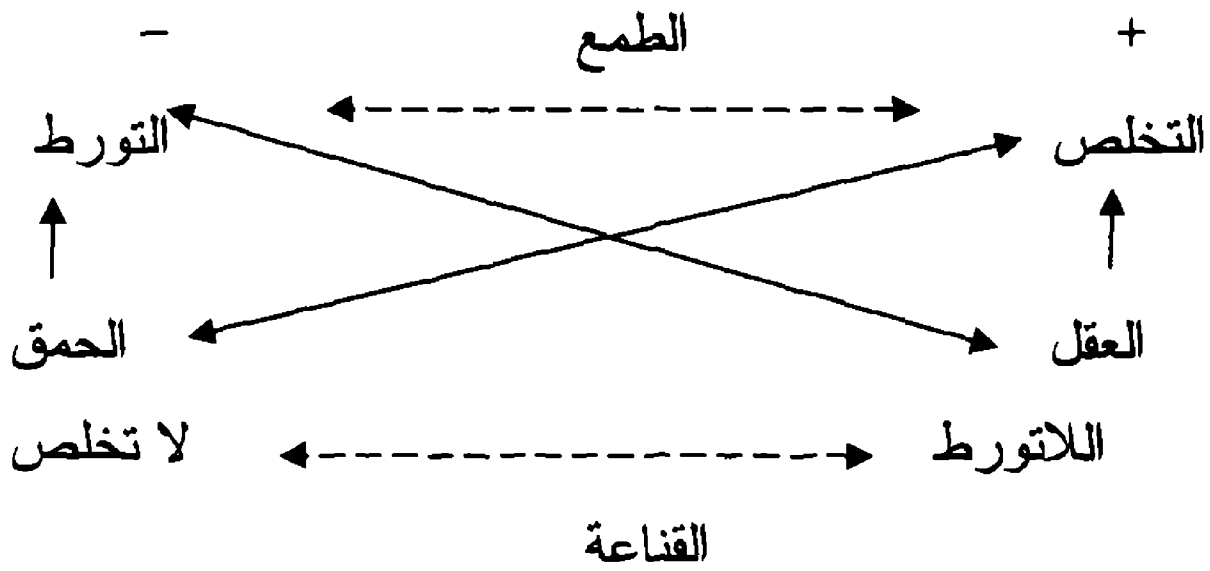 + الطمع -
التخلص التورط
العقل الحمق
اللاتورط لا تخلص
القناعة